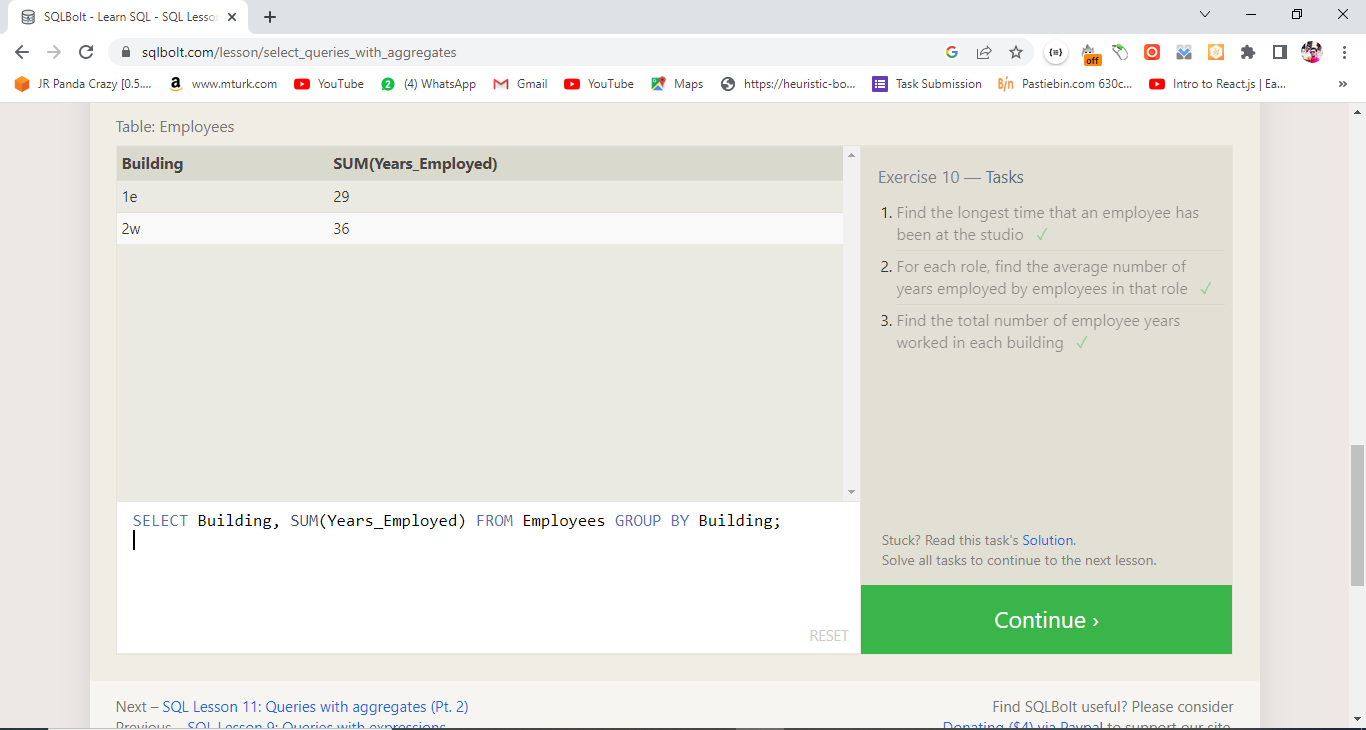 SQLBolt - Learn SQL - SQL Lesson
sqlbolt.com/lesson/select_queries_with_aggregates
off
JR Panda Crazy [0.5.... www.mturk.com YouTube (4) WhatsApp Gmail YouTube Maps https://heuristic-bo... Task Submission Pastiebin.com 630c... Intro to React.js | Ea... »
Table: Employees
Building SUM(Years_Employed)
1e 29
2w 36
SELECT Building, SUM(Years_Employed) FROM Employees GROUP BY Building;
RESET
Exercise 10 — Tasks
1. Find the longest time that an employee has
been at the studio ✓
2. For each role, find the average number of
years employed by employees in that role ✓
3. Find the total number of employee years
worked in each building ✓
Stuck? Read this task's Solution.
Solve all tasks to continue to the next lesson.
Continue ›
Next – SQL Lesson 11: Queries with aggregates (Pt. 2)
Previous – SQL Lesson 9: Queries with expressions
Find SQLBolt useful? Please consider
Donating ($4) via Paypal to support our site.